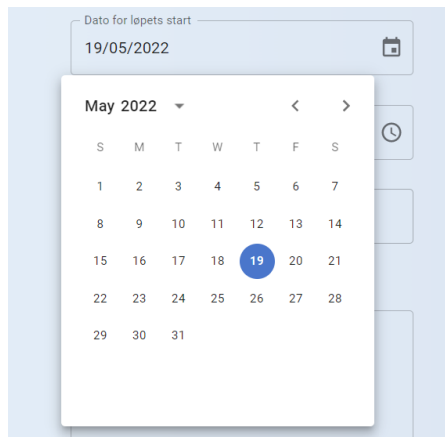 Dato for løpets start
19/05/2022
May 2022
S M T W T F S
1 2 3 4 5 6 7
8 9 10 11 12 13 14
15 16 17 18 19 20 21
22 23 24 25 26 27 28
29 30 31